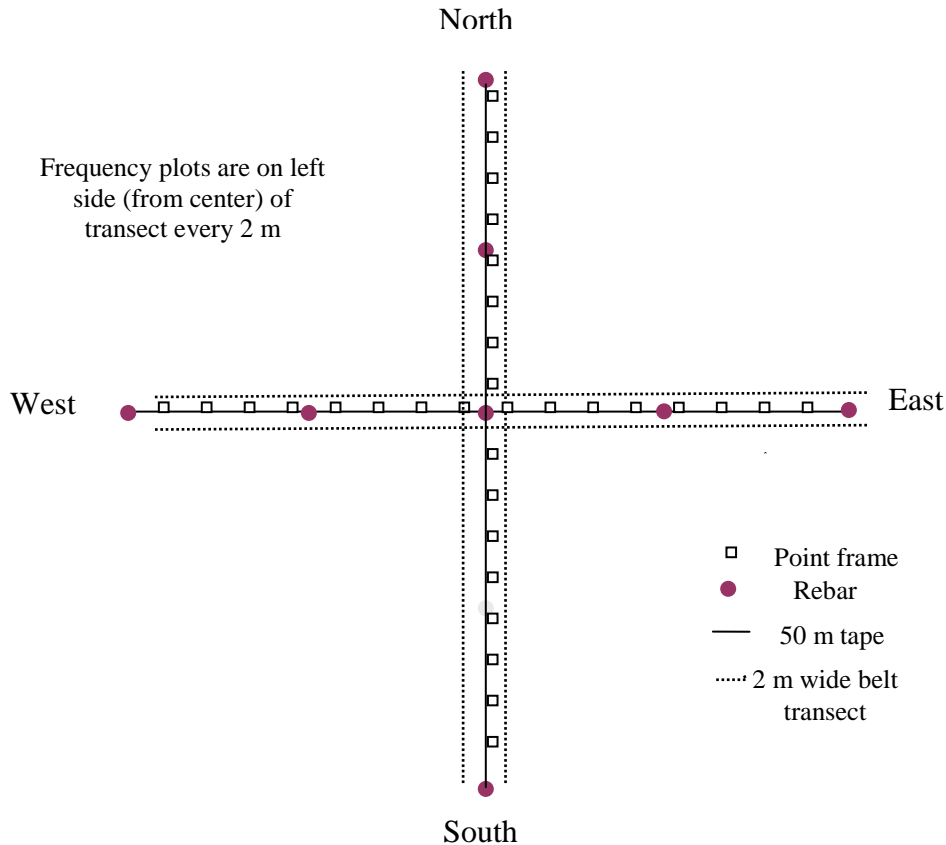 North
Frequency plots are on left
side (from center) of
transect every 2 m
West
East
Point frame
Rebar
50 m tape
2 m wide belt
transect
South